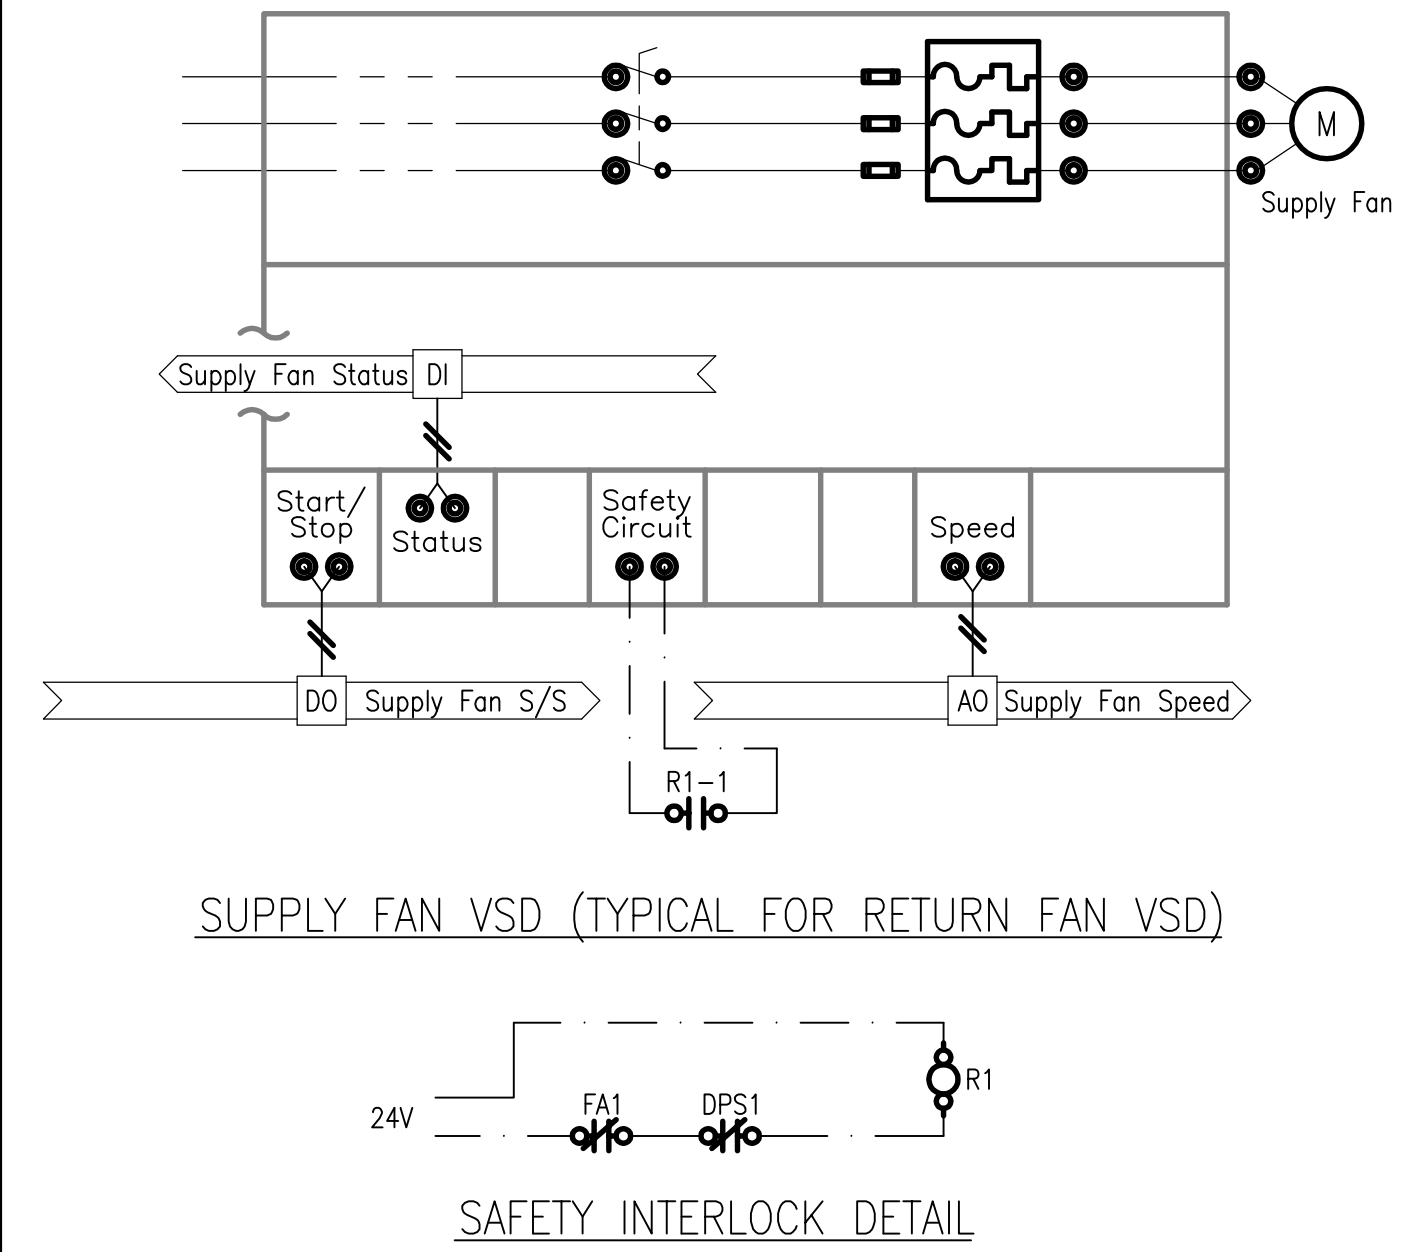 M
Supply Fan
Supply Fan Status DI
Start/
Stop
Status
Safety
Circuit
Speed
DO Supply Fan S/S
AO Supply Fan Speed
R1-1
SUPPLY FAN VSD (TYPICAL FOR RETURN FAN VSD)
24V
FA1
DPS1
R1
SAFETY INTERLOCK DETAIL